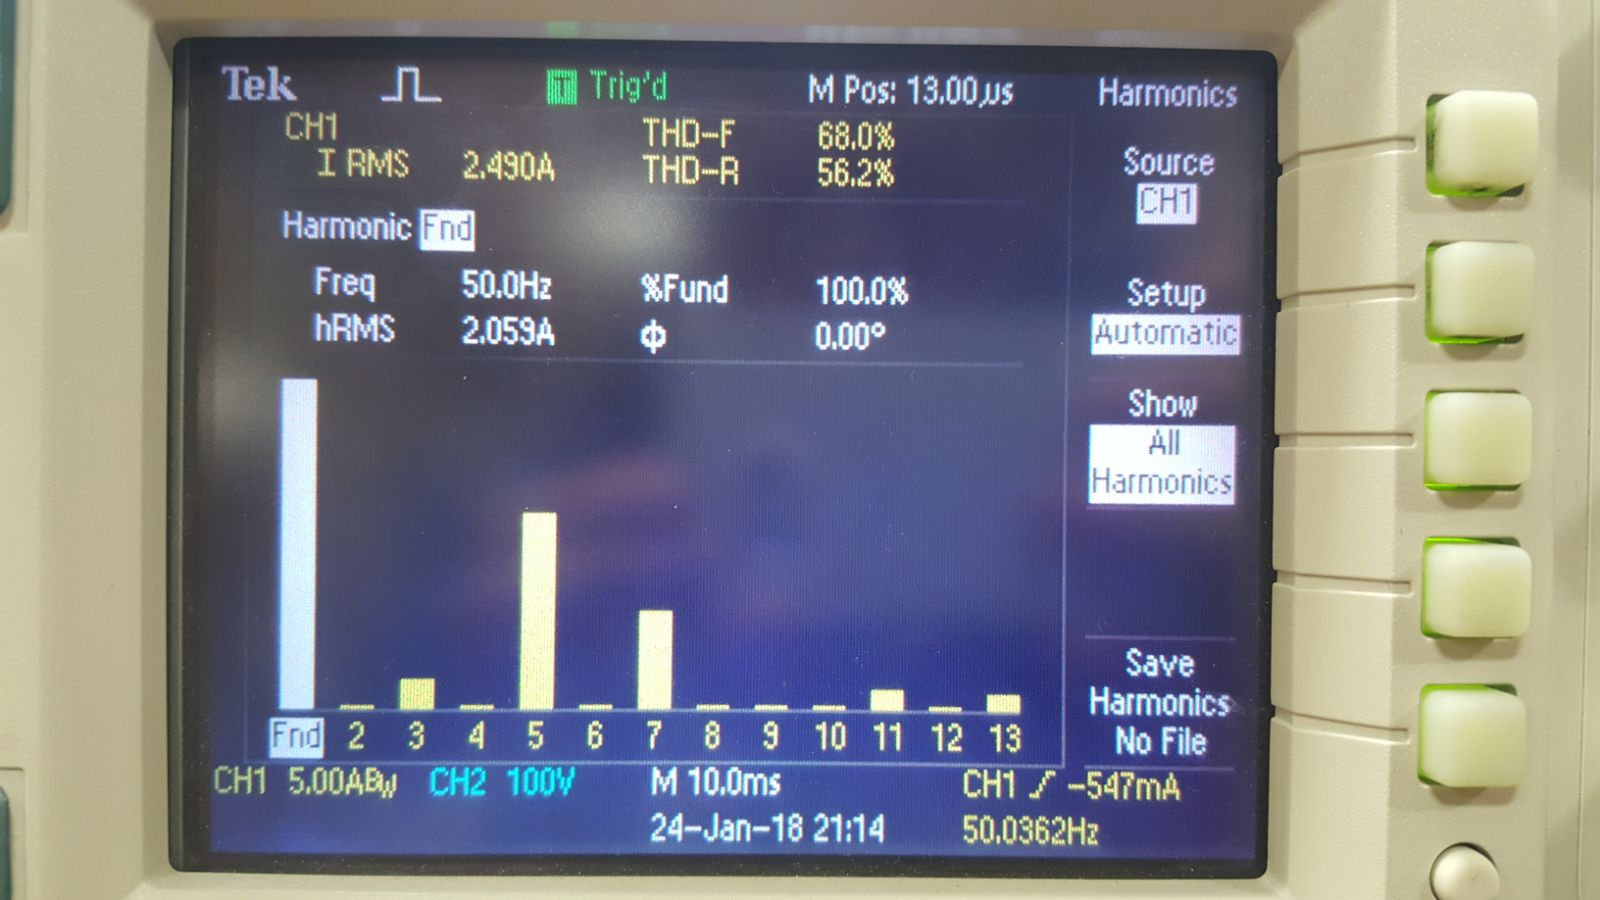 Tek Trig'd M Pos: 13.00µs Harmonics
CH1 THD-F 68.0%
I RMS 2.490A THD-R 56.2%
Source
CH1
Harmonic Fnd
Freq 50.0Hz %Fund 100.0%
hRMS 2.059A ϕ 0.00°
Setup
Automatic
Show
All
Harmonics
Save
Harmonics
No File
Fnd 2 3 4 5 6 7 8 9 10 11 12 13
CH1 5.00ABW CH2 100V M 10.0ms CH1 -547mA
24-Jan-18 21:14 50.0362Hz